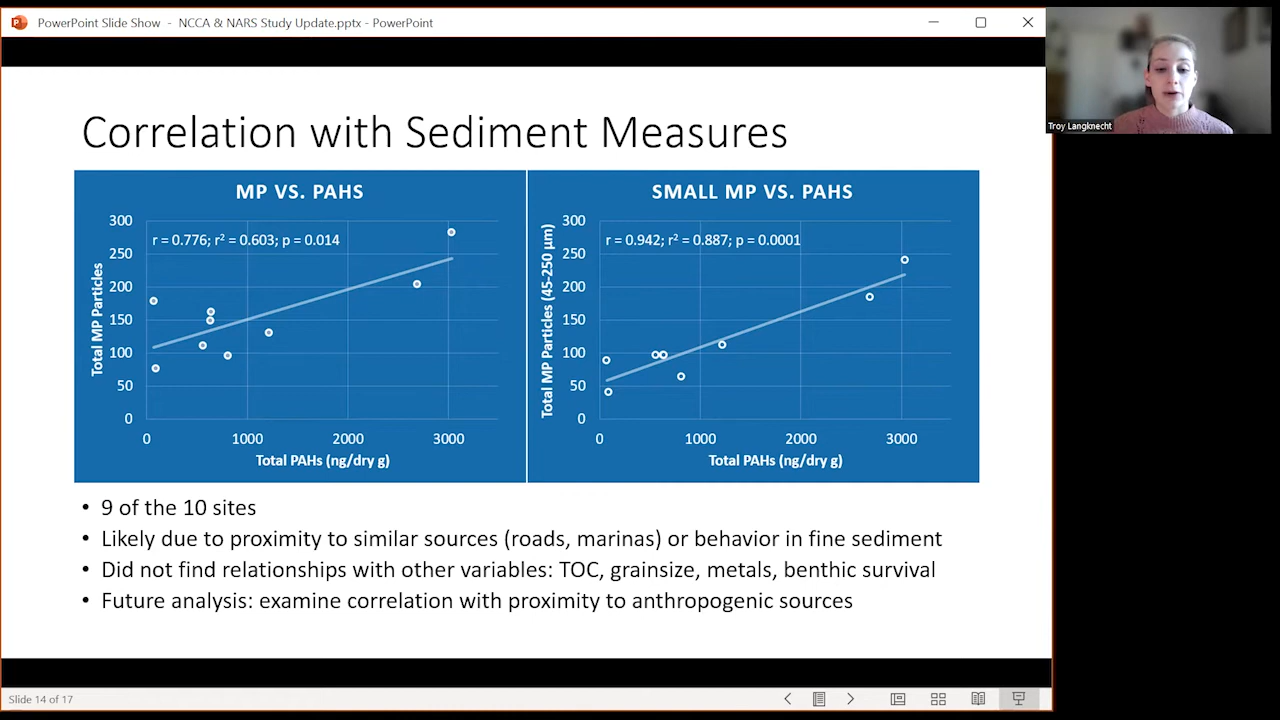 PowerPoint Slide Show - NCCA & NARS Study Update.pptx - PowerPoint
Troy Langknecht
Correlation with Sediment Measures
MP VS. PAHS
r = 0.776; r² = 0.603; p = 0.014
Total MP Particles
300
250
200
150
100
50
0
0 1000 2000 3000
Total PAHs (ng/dry g)
SMALL MP VS. PAHS
r = 0.942; r² = 0.887; p = 0.0001
Total MP Particles (45-250 µm)
300
250
200
150
100
50
0
0 1000 2000 3000
Total PAHs (ng/dry g)
• 9 of the 10 sites
• Likely due to proximity to similar sources (roads, marinas) or behavior in fine sediment
• Did not find relationships with other variables: TOC, grainsize, metals, benthic survival
• Future analysis: examine correlation with proximity to anthropogenic sources
Slide 14 of 17